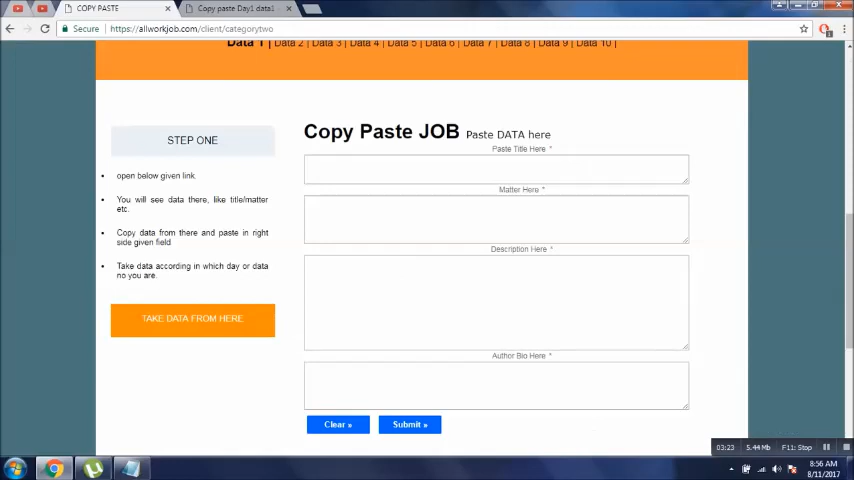 COPY PASTE
Copy paste Day1 data1
Secure | https://allworkjob.com/client/categorytwo
Data 1 | Data 2 | Data 3 | Data 4 | Data 5 | Data 6 | Data 7 | Data 8 | Data 9 | Data 10 |
STEP ONE
• open below given link
• You will see data there, like title/matter
etc.
• Copy data from there and paste in right
side given field
• Take data according in which day or data
no you are.
TAKE DATA FROM HERE
Copy Paste JOB Paste DATA here
Paste Title Here *
Matter Here *
Description Here *
Author Bio Here *
Clear »
Submit »
03:23 5.44 Mb F11: Stop
8:56 AM
8/11/2017